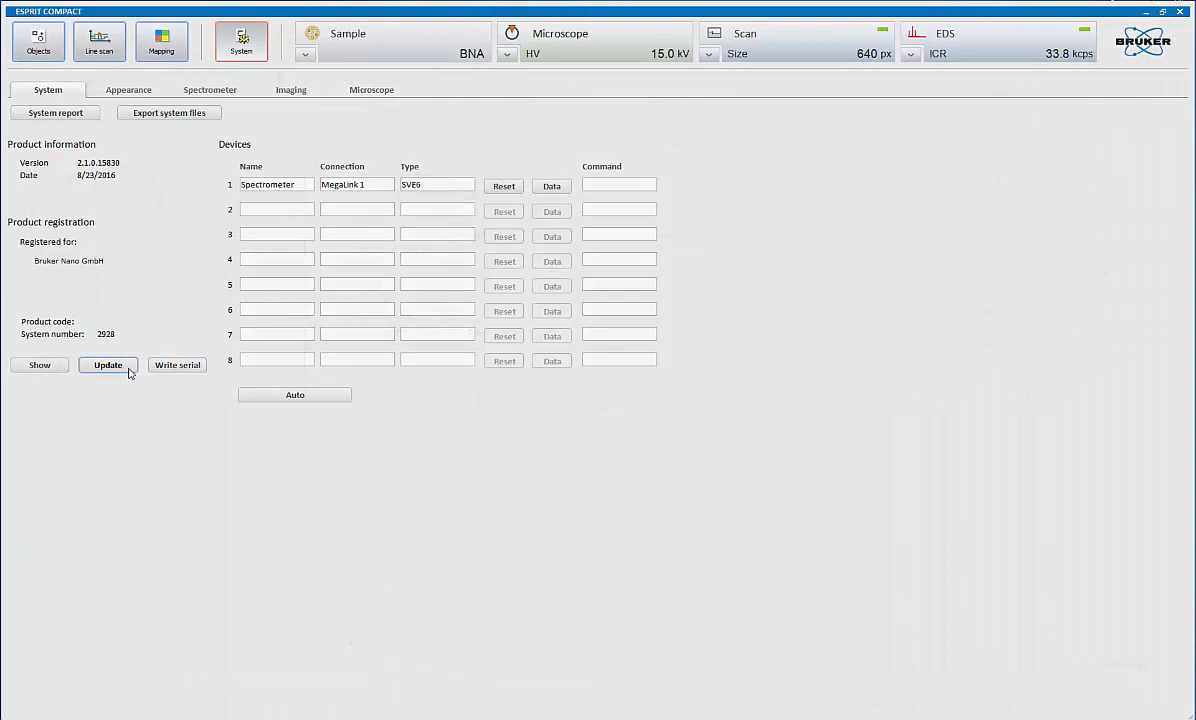 ESPRIT COMPACT
Objects
Line scan
Mapping
System
Sample
BNA
Microscope
HV 15.0 kV
Scan
Size 640 px
EDS
ICR 33.8 kcps
BRUKER
System Appearance Spectrometer Imaging Microscope
System report Export system files
Product information
Version 2.1.0.15830
Date 8/23/2016
Product registration
Registered for:
Bruker Nano GmbH
Product code:
System number: 2928
Show Update Write serial
Devices
Name Connection Type Command
1 Spectrometer MegaLink 1 SVE6 Reset Data
2 Reset Data
3 Reset Data
4 Reset Data
5 Reset Data
6 Reset Data
7 Reset Data
8 Reset Data
Auto